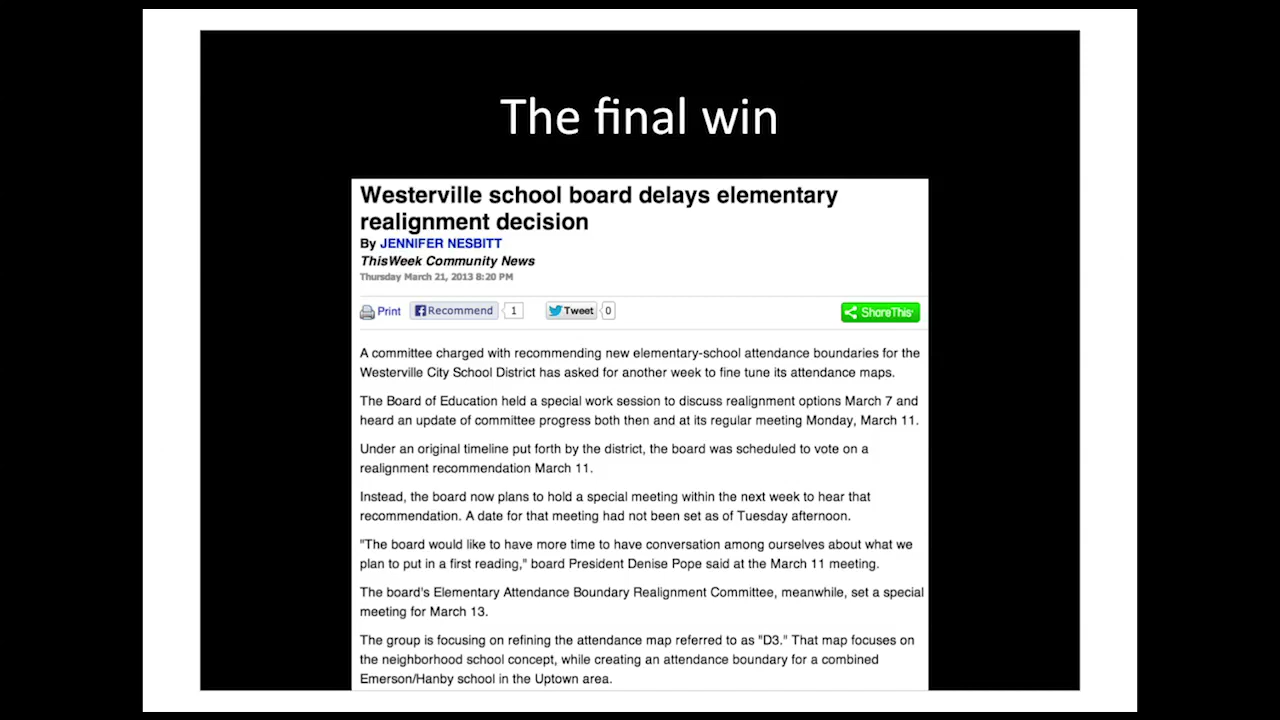 The final win
Westerville school board delays elementary
realignment decision
By JENNIFER NESBITT
ThisWeek Community News
Thursday March 21, 2013 8:20 PM
Print Recommend 1 Tweet 0 ShareThis
A committee charged with recommending new elementary-school attendance boundaries for the
Westerville City School District has asked for another week to fine tune its attendance maps.
The Board of Education held a special work session to discuss realignment options March 7 and
heard an update of committee progress both then and at its regular meeting Monday, March 11.
Under an original timeline put forth by the district, the board was scheduled to vote on a
realignment recommendation March 11.
Instead, the board now plans to hold a special meeting within the next week to hear that
recommendation. A date for that meeting had not been set as of Tuesday afternoon.
"The board would like to have more time to have conversation among ourselves about what we
plan to put in a first reading," board President Denise Pope said at the March 11 meeting.
The board's Elementary Attendance Boundary Realignment Committee, meanwhile, set a special
meeting for March 13.
The group is focusing on refining the attendance map referred to as "D3." That map focuses on
the neighborhood school concept, while creating an attendance boundary for a combined
Emerson/Hanby school in the Uptown area.